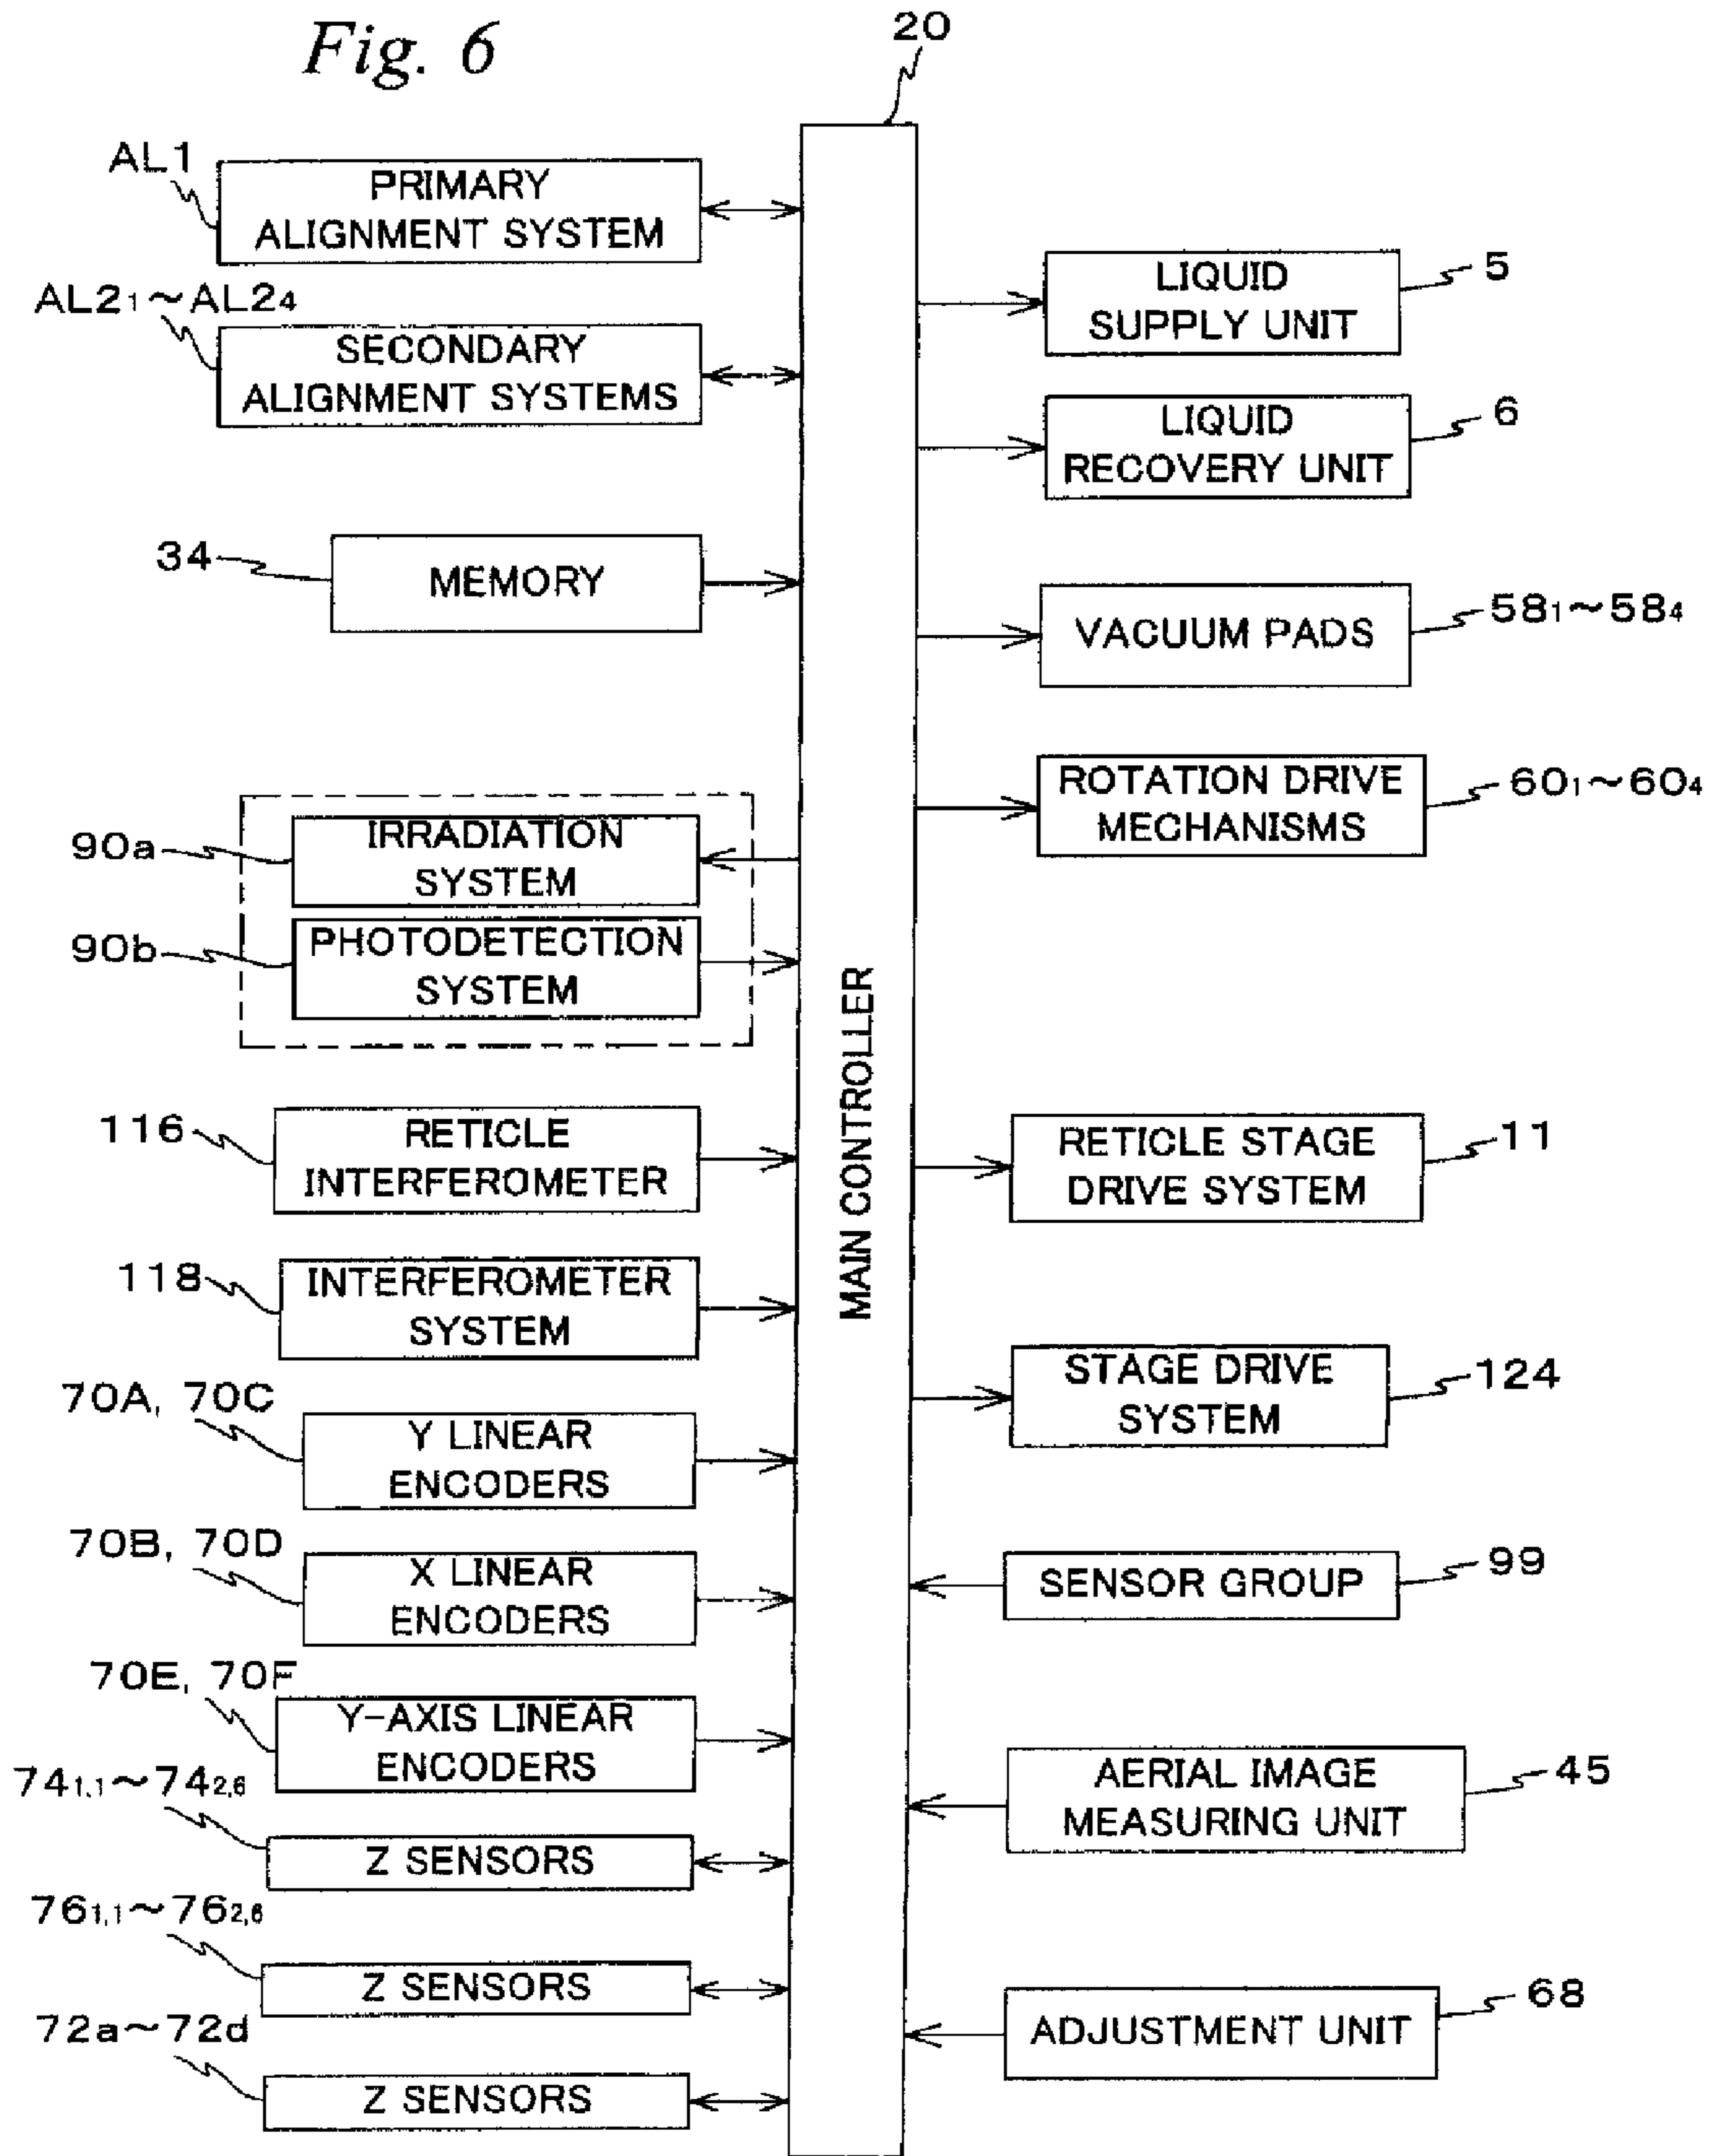 Fig. 6
20
AL1
PRIMARY
ALIGNMENT SYSTEM
AL2₁~AL2₄
SECONDARY
ALIGNMENT SYSTEMS
34
MEMORY
90a
IRRADIATION
SYSTEM
90b
PHOTODETECTION
SYSTEM
116
RETICLE
INTERFEROMETER
118
INTERFEROMETER
SYSTEM
70A, 70C
Y LINEAR
ENCODERS
70B, 70D
X LINEAR
ENCODERS
70E, 70F
Y-AXIS LINEAR
ENCODERS
74₁,₁~74₂,₆
Z SENSORS
76₁,₁~76₂,₆
Z SENSORS
72a~72d
Z SENSORS
MAIN CONTROLLER
LIQUID
SUPPLY UNIT
5
LIQUID
RECOVERY UNIT
6
VACUUM PADS
58₁~58₄
ROTATION DRIVE
MECHANISMS
60₁~60₄
RETICLE STAGE
DRIVE SYSTEM
11
STAGE DRIVE
SYSTEM
124
SENSOR GROUP
99
AERIAL IMAGE
MEASURING UNIT
45
ADJUSTMENT UNIT
68